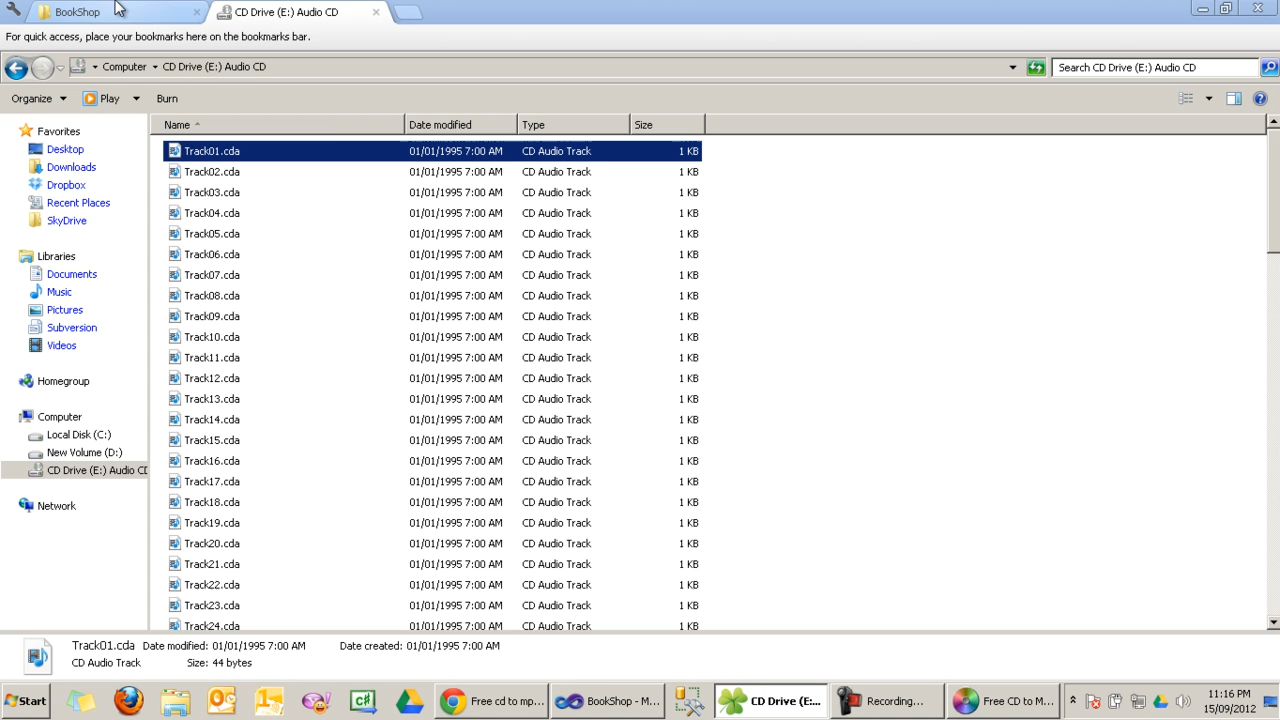 BookShop
CD Drive (E:) Audio CD
For quick access, place your bookmarks here on the bookmarks bar.
Computer CD Drive (E:) Audio CD
Search CD Drive (E:) Audio CD
Organize Play Burn
Name Date modified Type Size
Favorites
Desktop
Downloads
Dropbox
Recent Places
SkyDrive
Libraries
Documents
Music
Pictures
Subversion
Videos
Homegroup
Computer
Local Disk (C:)
New Volume (D:)
CD Drive (E:) Audio CD
Network
Track01.cda 01/01/1995 7:00 AM CD Audio Track 1 KB
Track02.cda 01/01/1995 7:00 AM CD Audio Track 1 KB
Track03.cda 01/01/1995 7:00 AM CD Audio Track 1 KB
Track04.cda 01/01/1995 7:00 AM CD Audio Track 1 KB
Track05.cda 01/01/1995 7:00 AM CD Audio Track 1 KB
Track06.cda 01/01/1995 7:00 AM CD Audio Track 1 KB
Track07.cda 01/01/1995 7:00 AM CD Audio Track 1 KB
Track08.cda 01/01/1995 7:00 AM CD Audio Track 1 KB
Track09.cda 01/01/1995 7:00 AM CD Audio Track 1 KB
Track10.cda 01/01/1995 7:00 AM CD Audio Track 1 KB
Track11.cda 01/01/1995 7:00 AM CD Audio Track 1 KB
Track12.cda 01/01/1995 7:00 AM CD Audio Track 1 KB
Track13.cda 01/01/1995 7:00 AM CD Audio Track 1 KB
Track14.cda 01/01/1995 7:00 AM CD Audio Track 1 KB
Track15.cda 01/01/1995 7:00 AM CD Audio Track 1 KB
Track16.cda 01/01/1995 7:00 AM CD Audio Track 1 KB
Track17.cda 01/01/1995 7:00 AM CD Audio Track 1 KB
Track18.cda 01/01/1995 7:00 AM CD Audio Track 1 KB
Track19.cda 01/01/1995 7:00 AM CD Audio Track 1 KB
Track20.cda 01/01/1995 7:00 AM CD Audio Track 1 KB
Track21.cda 01/01/1995 7:00 AM CD Audio Track 1 KB
Track22.cda 01/01/1995 7:00 AM CD Audio Track 1 KB
Track23.cda 01/01/1995 7:00 AM CD Audio Track 1 KB
Track24.cda 01/01/1995 7:00 AM CD Audio Track 1 KB
Track01.cda Date modified: 01/01/1995 7:00 AM Date created: 01/01/1995 7:00 AM
CD Audio Track Size: 44 bytes
Start
C#
Free cd to mp...
BookShop - M...
CD Drive (E:...
Recording...
Free CD to M...
11:16 PM
15/09/2012